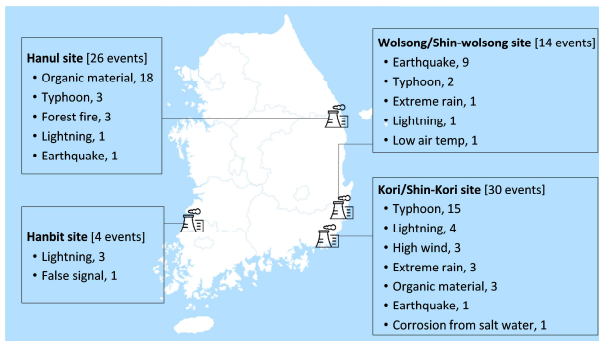 Hanul site [26 events]
• Organic material, 18
• Typhoon, 3
• Forest fire, 3
• Lightning, 1
• Earthquake, 1
Hanbit site [4 events]
• Lightning, 3
• False signal, 1
Wolsong/Shin-wolsong site [14 events]
• Earthquake, 9
• Typhoon, 2
• Extreme rain, 1
• Lightning, 1
• Low air temp, 1
Kori/Shin-Kori site [30 events]
• Typhoon, 15
• Lightning, 4
• High wind, 3
• Extreme rain, 3
• Organic material, 3
• Earthquake, 1
• Corrosion from salt water, 1